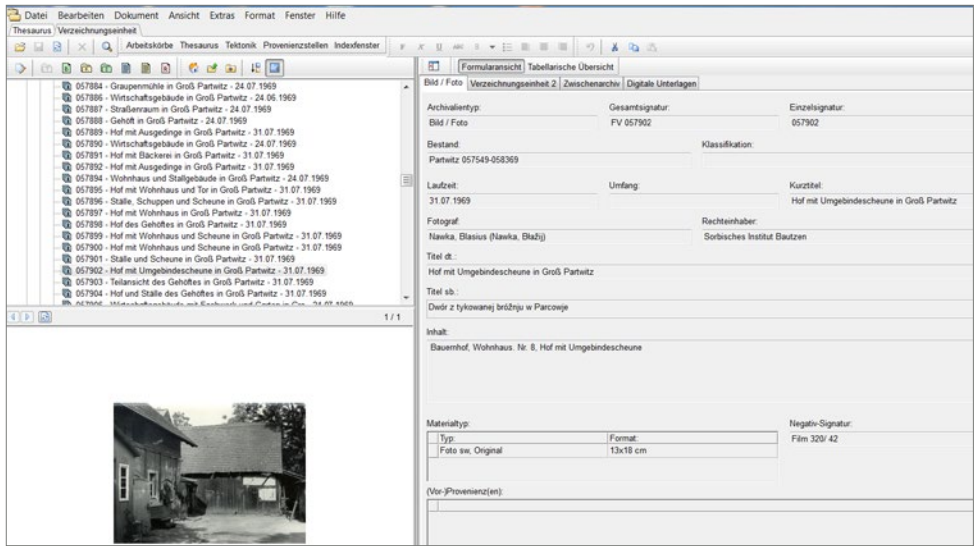 Datei Bearbeiten Dokument Ansicht Extras Format Fenster Hilfe
Thesaurus Verzeichnungseinheit
Arbeitskörbe Thesaurus Tektonik Provenienzstellen Indexfenster
057884 - Graupenmühle in Groß Partwitz - 24.07.1969
057886 - Wirtschaftsgebäude in Groß Partwitz - 24.06.1969
057887 - Straßenraum in Groß Partwitz - 24.07.1969
057888 - Gehöft in Groß Partwitz - 24.07.1969
057889 - Hof mit Ausgedinge in Groß Partwitz - 31.07.1969
057890 - Wirtschaftsgebäude in Groß Partwitz - 24.07.1969
057891 - Hof mit Bäckerei in Groß Partwitz - 31.07.1969
057892 - Hof mit Ausgedinge in Groß Partwitz - 31.07.1969
057894 - Wohnhaus und Stallgebäude in Groß Partwitz - 24.07.1969
057895 - Hof mit Wohnhaus und Tor in Groß Partwitz - 31.07.1969
057896 - Ställe, Schuppen und Scheune in Groß Partwitz - 31.07.1969
057897 - Hof mit Wohnhaus in Groß Partwitz - 31.07.1969
057898 - Hof des Gehöftes in Groß Partwitz - 31.07.1969
057899 - Hof mit Wohnhaus und Scheune in Groß Partwitz - 31.07.1969
057900 - Hof mit Wohnhaus und Scheune in Groß Partwitz - 31.07.1969
057901 - Ställe und Scheune in Groß Partwitz - 31.07.1969
057902 - Hof mit Umgebindescheune in Groß Partwitz - 31.07.1969
057903 - Teilansicht des Gehöftes in Groß Partwitz - 31.07.1969
057904 - Hof und Ställe des Gehöftes in Groß Partwitz - 31.07.1969
1 / 1
Formularansicht Tabellarische Übersicht
Bild / Foto Verzeichnungseinheit 2 Zwischenarchiv Digitale Unterlagen
Archivalientyp: Gesamtsignatur: Einzelsignatur:
Bild / Foto FV 057902 057902
Bestand: Klassifikation:
Partwitz 057549-058369
Laufzeit: Umfang: Kurztitel:
31.07.1969 Hof mit Umgebindescheune in Groß Partwitz
Fotograf: Rechteinhaber:
Nawka, Blasius (Nawka, Błažij) Sorbisches Institut Bautzen
Titel dt.:
Hof mit Umgebindescheune in Groß Partwitz
Titel sb.:
Dwór z tykowanej bróžnju w Parcowje
Inhalt:
Bauernhof, Wohnhaus. Nr. 8, Hof mit Umgebindescheune
Materialtyp: Negativ-Signatur:
Typ: Format: Film 320/ 42
Foto sw, Original 13x18 cm
(Vor-)Provenienz(en):